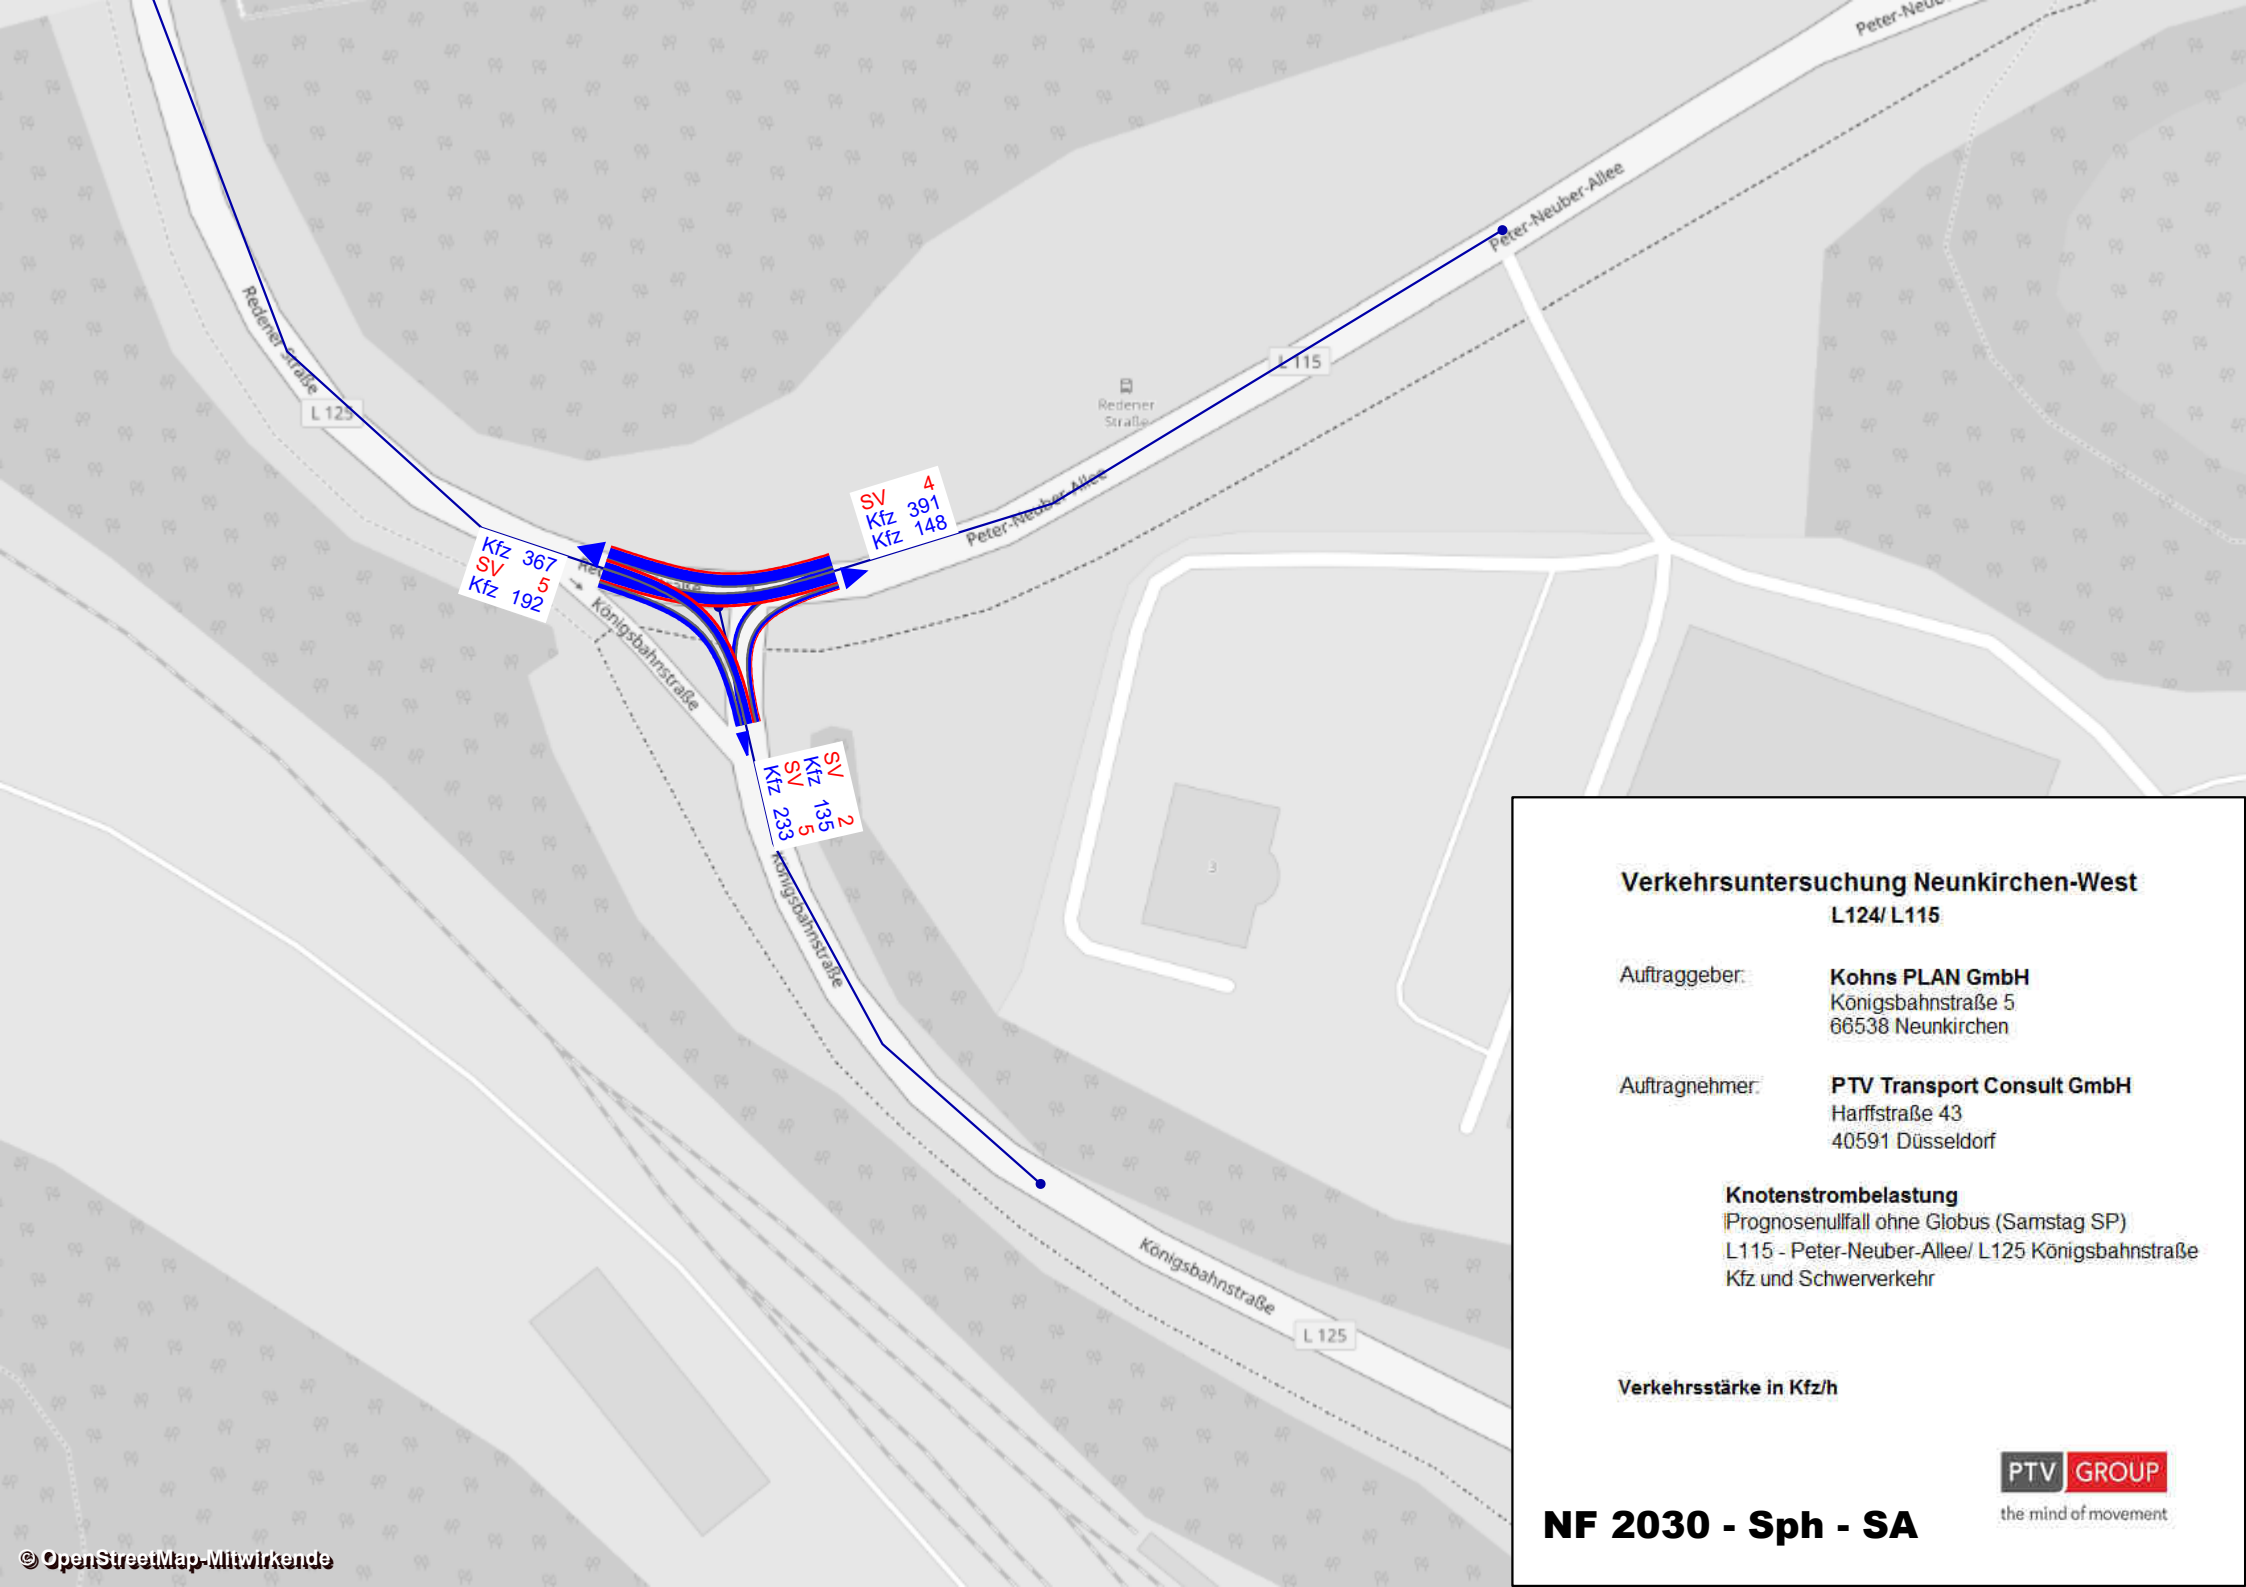 Peter-Neub
Peter-Neuber-Allee
Redener Straße
L 125
L 115
Redener
Straße
SV 4
Kfz 391
Kfz 148
Peter-Neuber-Allee
Kfz 367
SV 5
Kfz 192
Königsbahnstraße
SV 2
Kfz 135
SV 5
Kfz 233
3
Königsbahnstraße
Königsbahnstraße
L 125
Verkehrsuntersuchung Neunkirchen-West
L124/ L115
Auftraggeber: Kohns PLAN GmbH
Königsbahnstraße 5
66538 Neunkirchen
Auftragnehmer: PTV Transport Consult GmbH
Harffstraße 43
40591 Düsseldorf
Knotenstrombelastung
Prognosenullfall ohne Globus (Samstag SP)
L115 - Peter-Neuber-Allee/ L125 Königsbahnstraße
Kfz und Schwerverkehr
Verkehrsstärke in Kfz/h
PTV GROUP
the mind of movement
NF 2030 - Sph - SA
© OpenStreetMap-Mitwirkende